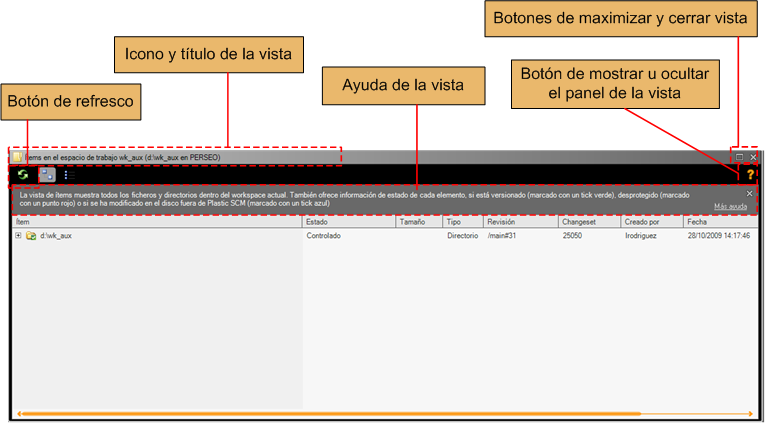 Botones de maximizar y cerrar vista
Icono y título de la vista
Ayuda de la vista
Botón de mostrar u ocultar
el panel de la vista
Botón de refresco
Ítems en el espacio de trabajo wk_aux (d:\wk_aux en PERSEO)
?
La vista de ítems muestra todos los ficheros y directorios dentro del workspace actual. También ofrece información de estado de cada elemento, si está versionado (marcado con un tick verde), desprotegido (marcado
con un punto rojo) o si se ha modificado en el disco fuera de Plastic SCM (marcado con un tick azul)
Más ayuda
Ítem Estado Tamaño Tipo Revisión Changeset Creado por Fecha
d:\wk_aux Controlado Directorio /main#31 25050 lrodriguez 28/10/2009 14:17:46